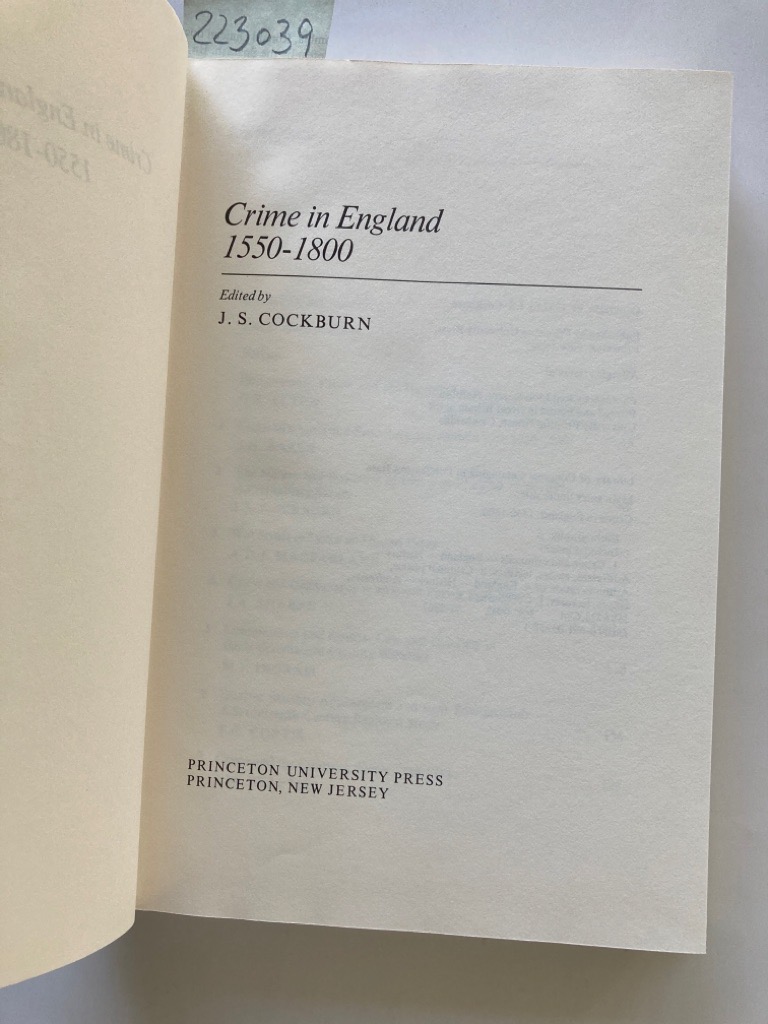 223039
Crime in England
1550-1800
Edited by
J. S. COCKBURN
PRINCETON UNIVERSITY PRESS
PRINCETON, NEW JERSEY